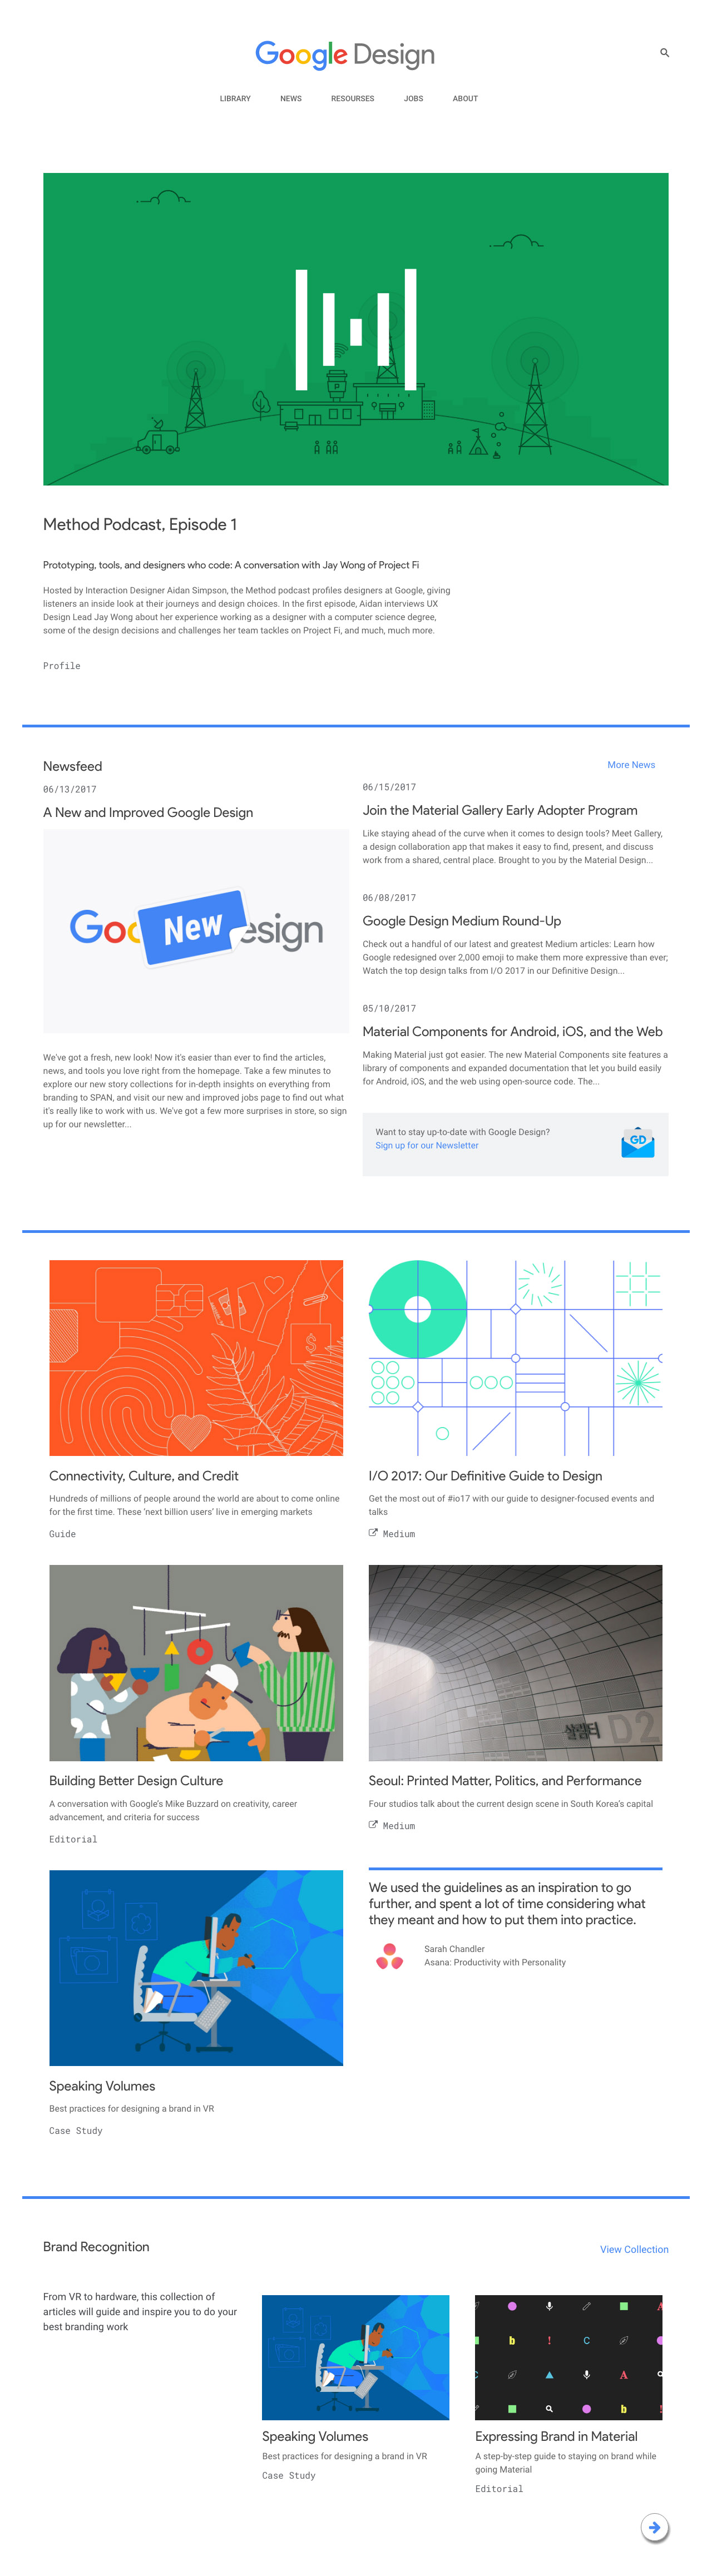 Google Design
LIBRARY NEWS RESOURSES JOBS ABOUT
P
Method Podcast, Episode 1
Prototyping, tools, and designers who code: A conversation with Jay Wong of Project Fi
Hosted by Interaction Designer Aidan Simpson, the Method podcast profiles designers at Google, giving
listeners an inside look at their journeys and design choices. In the first episode, Aidan interviews UX
Design Lead Jay Wong about her experience working as a designer with a computer science degree,
some of the design decisions and challenges her team tackles on Project Fi, and much, much more.
Profile
Newsfeed
More News
06/13/2017
A New and Improved Google Design
Goo New esign
We've got a fresh, new look! Now it's easier than ever to find the articles,
news, and tools you love right from the homepage. Take a few minutes to
explore our new story collections for in-depth insights on everything from
branding to SPAN, and visit our new and improved jobs page to find out what
it's really like to work with us. We've got a few more surprises in store, so sign
up for our newsletter...
06/15/2017
Join the Material Gallery Early Adopter Program
Like staying ahead of the curve when it comes to design tools? Meet Gallery,
a design collaboration app that makes it easy to find, present, and discuss
work from a shared, central place. Brought to you by the Material Design...
06/08/2017
Google Design Medium Round-Up
Check out a handful of our latest and greatest Medium articles: Learn how
Google redesigned over 2,000 emoji to make them more expressive than ever;
Watch the top design talks from I/O 2017 in our Definitive Design...
05/10/2017
Material Components for Android, iOS, and the Web
Making Material just got easier. The new Material Components site features a
library of components and expanded documentation that let you build easily
for Android, iOS, and the web using open-source code. The...
Want to stay up-to-date with Google Design?
Sign up for our Newsletter
GD
$
Connectivity, Culture, and Credit
Hundreds of millions of people around the world are about to come online
for the first time. These 'next billion users' live in emerging markets
Guide
I/O 2017: Our Definitive Guide to Design
Get the most out of #io17 with our guide to designer-focused events and
talks
Medium
Building Better Design Culture
A conversation with Google's Mike Buzzard on creativity, career
advancement, and criteria for success
Editorial
살림터 D2
Seoul: Printed Matter, Politics, and Performance
Four studios talk about the current design scene in South Korea's capital
Medium
Speaking Volumes
Best practices for designing a brand in VR
Case Study
We used the guidelines as an inspiration to go
further, and spent a lot of time considering what
they meant and how to put them into practice.
Sarah Chandler
Asana: Productivity with Personality
Brand Recognition
View Collection
From VR to hardware, this collection of
articles will guide and inspire you to do your
best branding work
Speaking Volumes
Best practices for designing a brand in VR
Case Study
A
b ! C
C A
b !
Expressing Brand in Material
A step-by-step guide to staying on brand while
going Material
Editorial